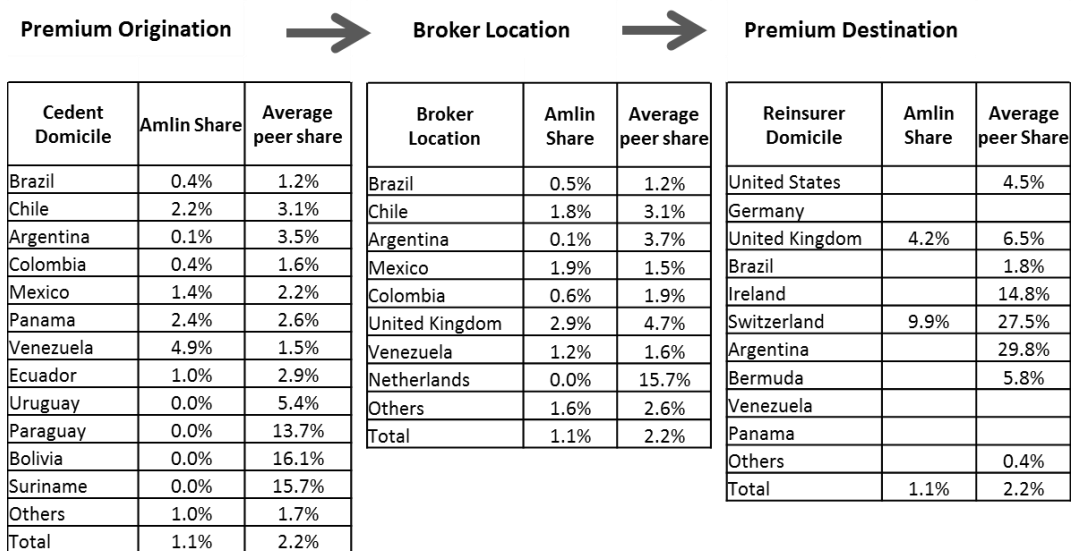 Premium Origination
Broker Location
Premium Destination
Cedent Domicile Amlin Share Average peer share
Brazil 0.4% 1.2%
Chile 2.2% 3.1%
Argentina 0.1% 3.5%
Colombia 0.4% 1.6%
Mexico 1.4% 2.2%
Panama 2.4% 2.6%
Venezuela 4.9% 1.5%
Ecuador 1.0% 2.9%
Uruguay 0.0% 5.4%
Paraguay 0.0% 13.7%
Bolivia 0.0% 16.1%
Suriname 0.0% 15.7%
Others 1.0% 1.7%
Total 1.1% 2.2%
Broker Location Amlin Share Average peer share
Brazil 0.5% 1.2%
Chile 1.8% 3.1%
Argentina 0.1% 3.7%
Mexico 1.9% 1.5%
Colombia 0.6% 1.9%
United Kingdom 2.9% 4.7%
Venezuela 1.2% 1.6%
Netherlands 0.0% 15.7%
Others 1.6% 2.6%
Total 1.1% 2.2%
Reinsurer Domicile Amlin Share Average peer Share
United States 4.5%
Germany
United Kingdom 4.2% 6.5%
Brazil 1.8%
Ireland 14.8%
Switzerland 9.9% 27.5%
Argentina 29.8%
Bermuda 5.8%
Venezuela
Panama
Others 0.4%
Total 1.1% 2.2%